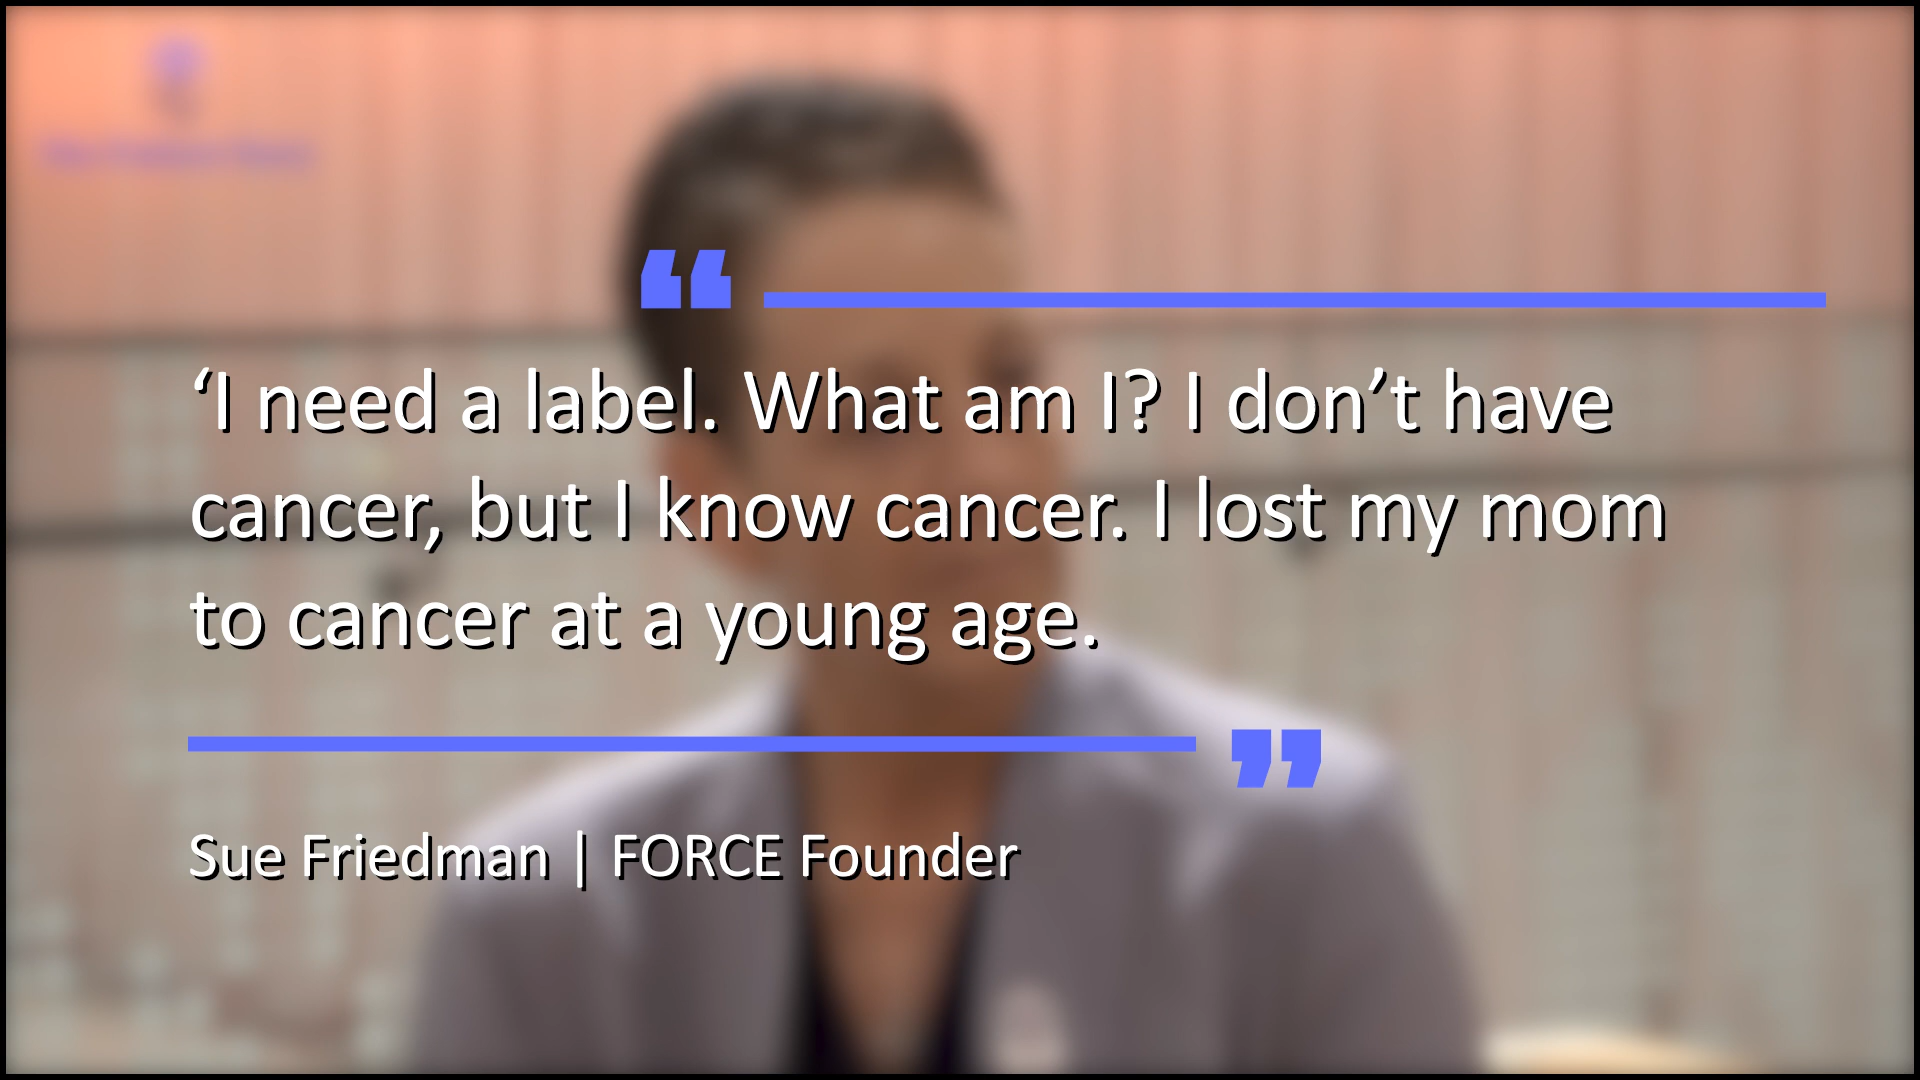 “
‘I need a label. What am I? I don’t have
cancer, but I know cancer. I lost my mom
to cancer at a young age.
”
Sue Friedman | FORCE Founder